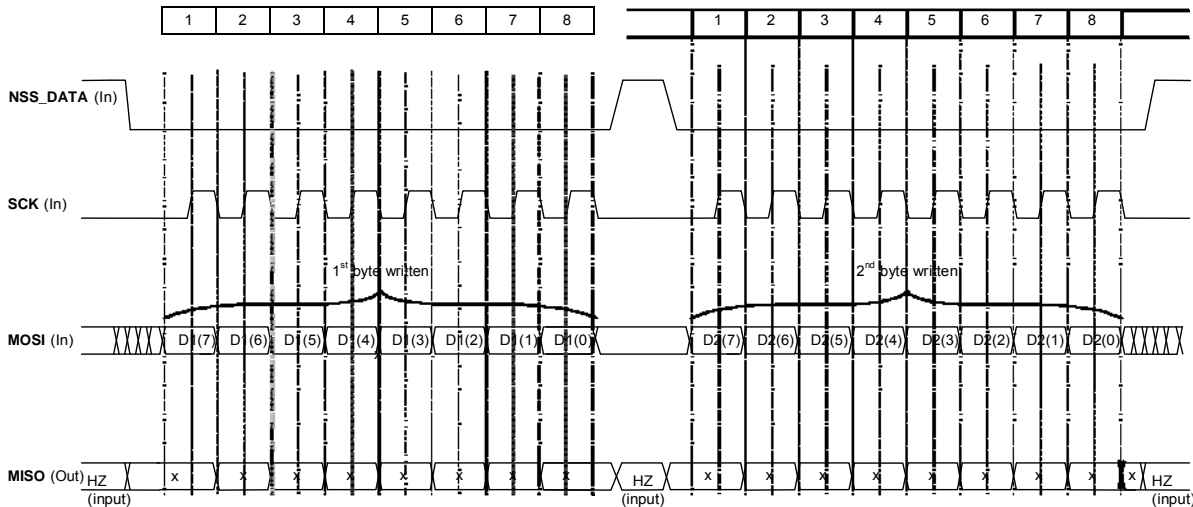 1 2 3 4 5 6 7 8 1 2 3 4 5 6 7 8
NSS_DATA (In)
SCK (In)
1st byte written 2nd byte written
MOSI (In) D1(7) D1(6) D1(5) D1(4) D1(3) D1(2) D1(1) D1(0) D2(7) D2(6) D2(5) D2(4) D2(3) D2(2) D2(1) D2(0)
MISO (Out) HZ x x x x x x x x HZ x x x x x x x x x HZ
(input) (input) (input)